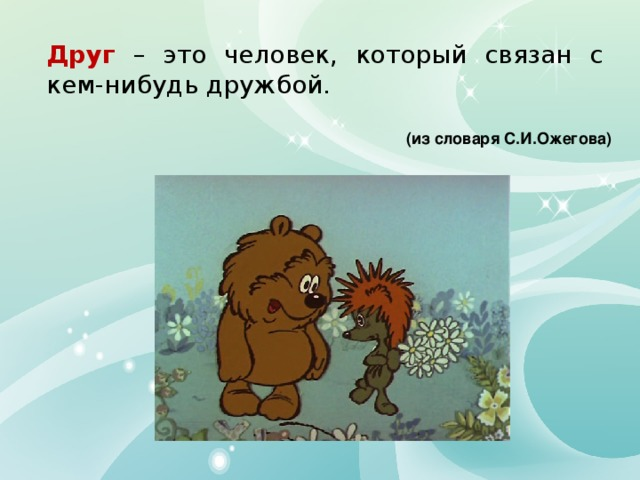 Друг – это человек, который связан с
кем-нибудь дружбой.
(из словаря С.И.Ожегова)